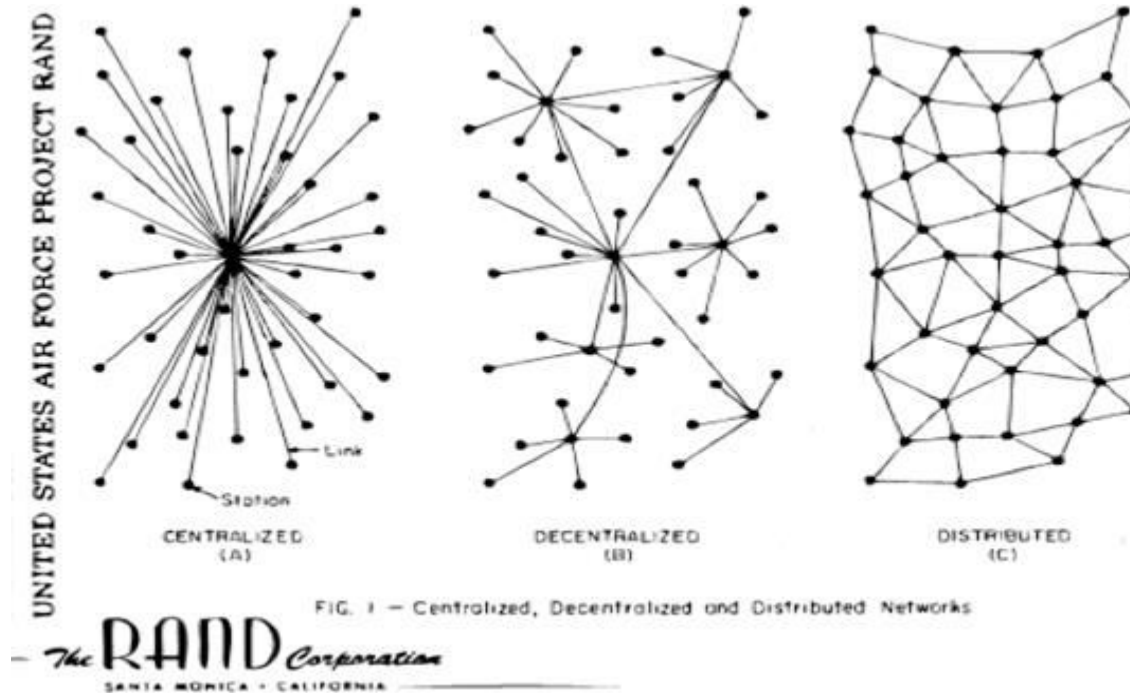 UNITED STATES AIR FORCE PROJECT RAND
Link
Station
CENTRALIZED
(A)
DECENTRALIZED
(B)
DISTRIBUTED
(C)
FIG. 1 – Centralized, Decentralized and Distributed Networks
The RAND Corporation
SANTA MONICA • CALIFORNIA